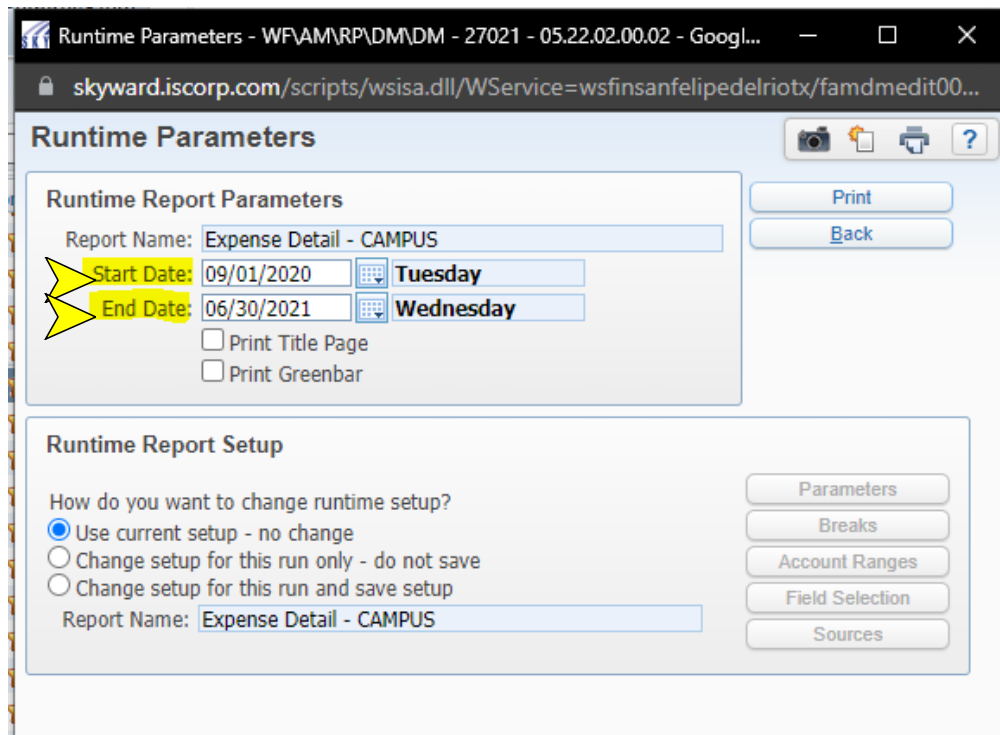 Runtime Parameters - WF\AM\RP\DM\DM - 27021 - 05.22.02.00.02 - Googl...
skyward.iscorp.com/scripts/wsisa.dll/WService=wsfinsanfelipedelriotx/famdmedit00...
Runtime Parameters
?
Runtime Report Parameters
Print
Report Name: Expense Detail - CAMPUS
Back
Start Date: 09/01/2020 Tuesday
End Date: 06/30/2021 Wednesday
Print Title Page
Print Greenbar
Runtime Report Setup
How do you want to change runtime setup?
Parameters
Use current setup - no change
Breaks
Change setup for this run only - do not save
Account Ranges
Change setup for this run and save setup
Field Selection
Report Name: Expense Detail - CAMPUS
Sources